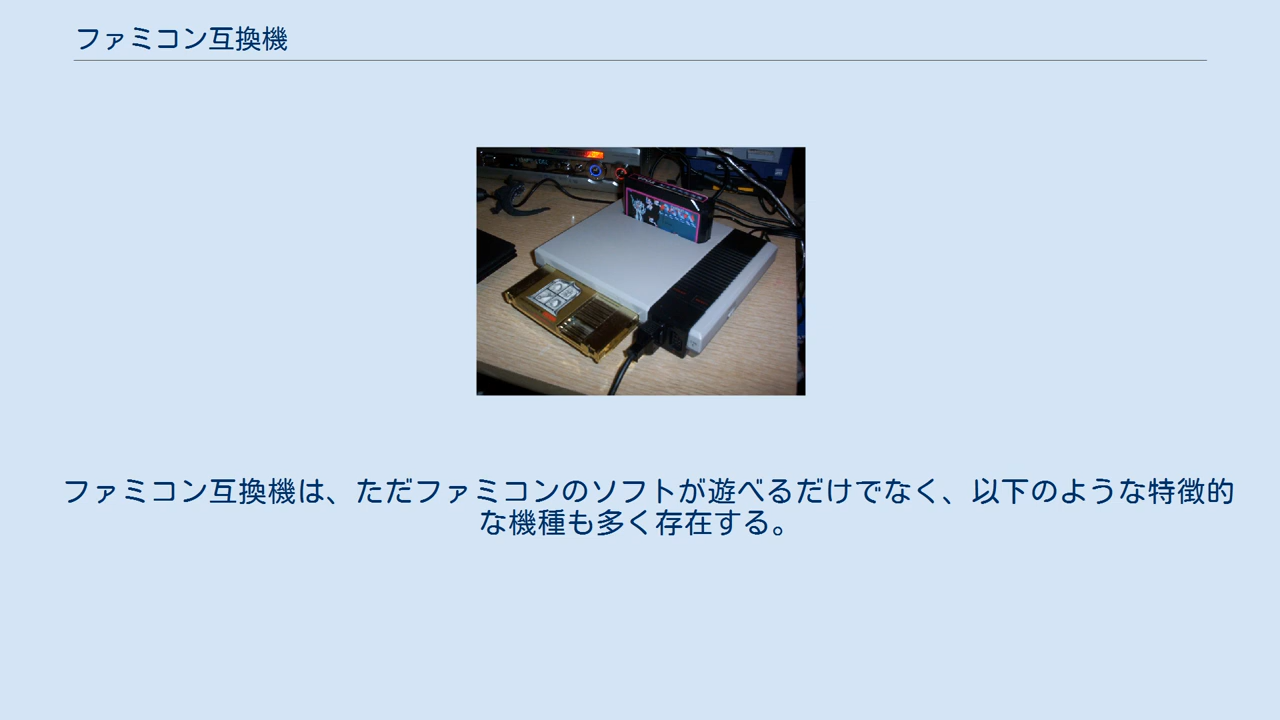 ファミコン互換機
ファミコン互換機は、ただファミコンのソフトが遊べるだけでなく、以下のような特徴的
な機種も多く存在する。